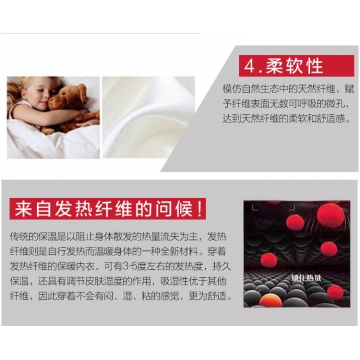 4.柔软性
模仿自然生态中的天然纤维，赋
予纤维表面无数可呼吸的微孔，
达到天然纤维的柔软和舒适感。
来自发热纤维的问候！
传统的保温是以阻止身体散发的热量流失为主，发热
纤维则是自行发热而温暖身体的一种全新材料。穿着
发热纤维的保暖内衣，可有3-5度左右的发热度，持久
保温，还具有调节皮肤湿度的作用，吸湿性优于其他
纤维，因此穿着不会有闷、湿、粘的感觉，更为舒适。
锁住热量